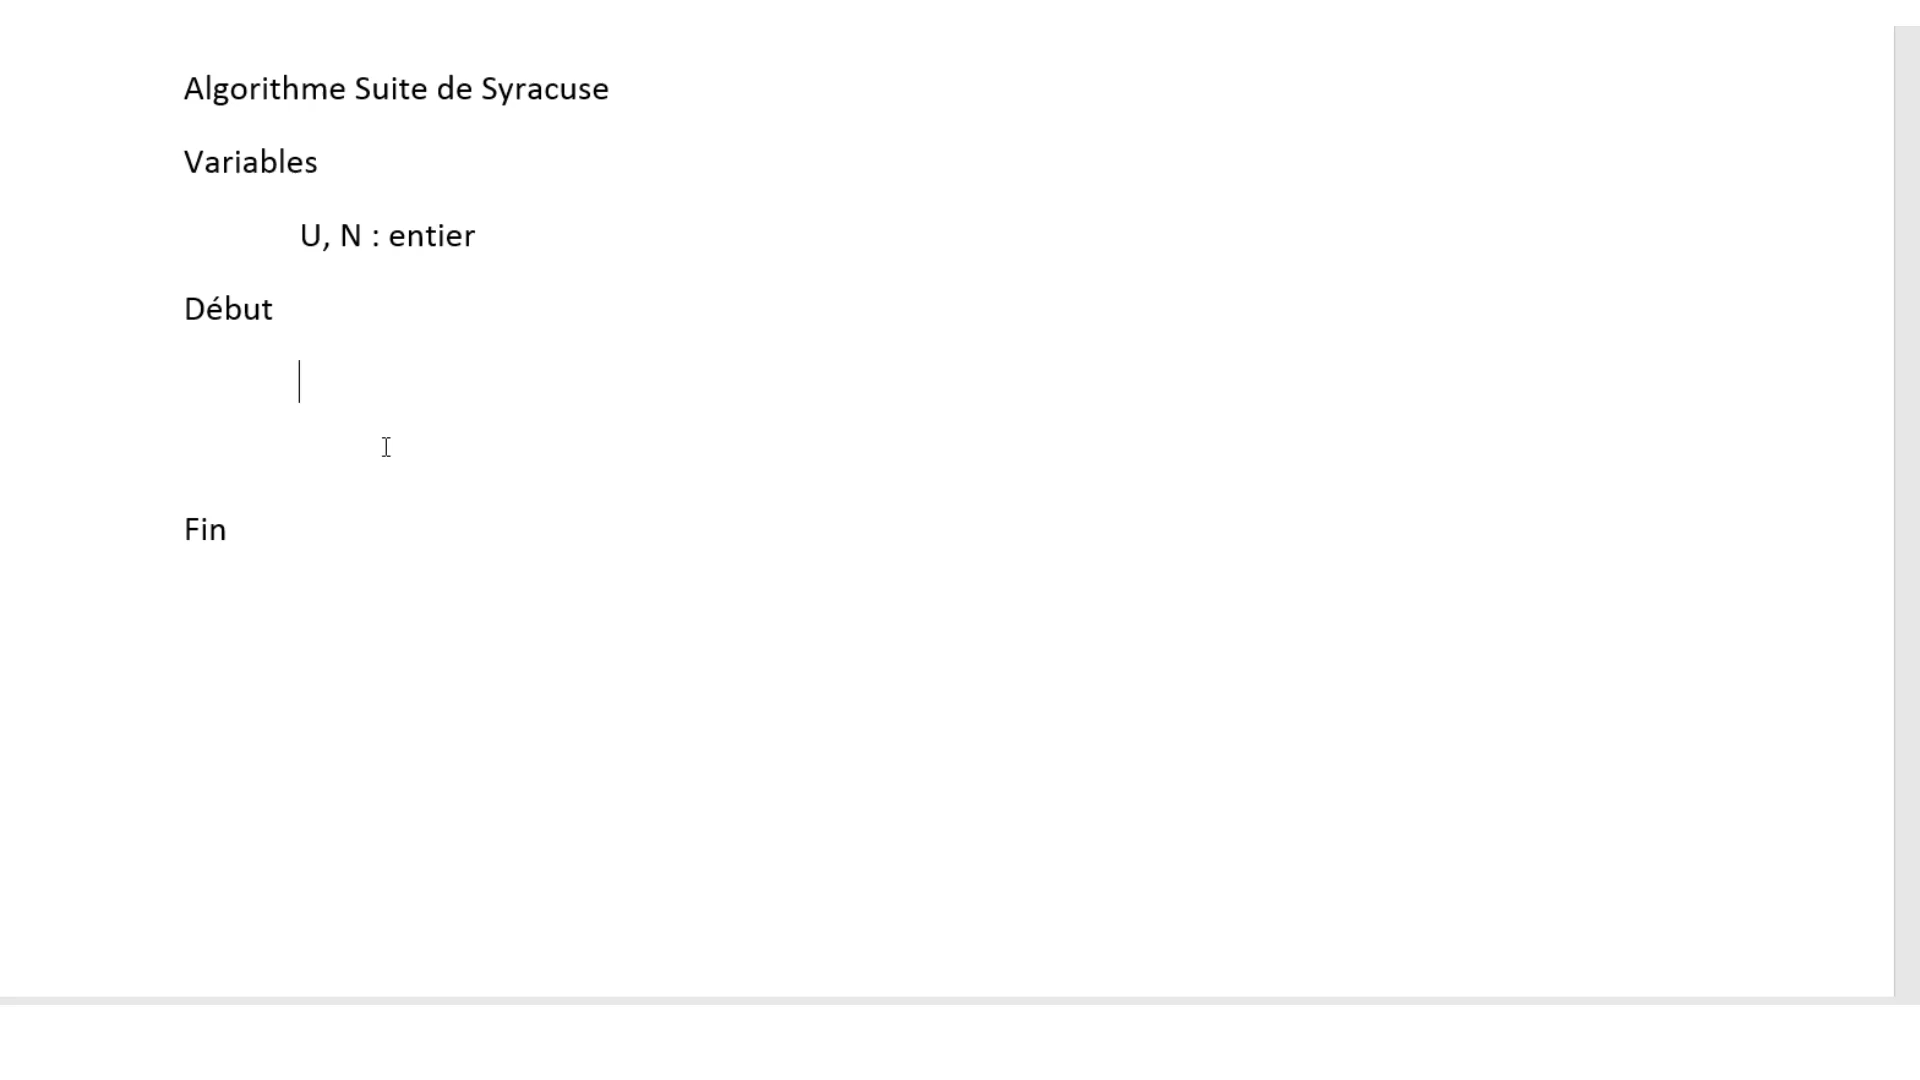 Algorithme Suite de Syracuse
Variables
U, N : entier
Début
Fin